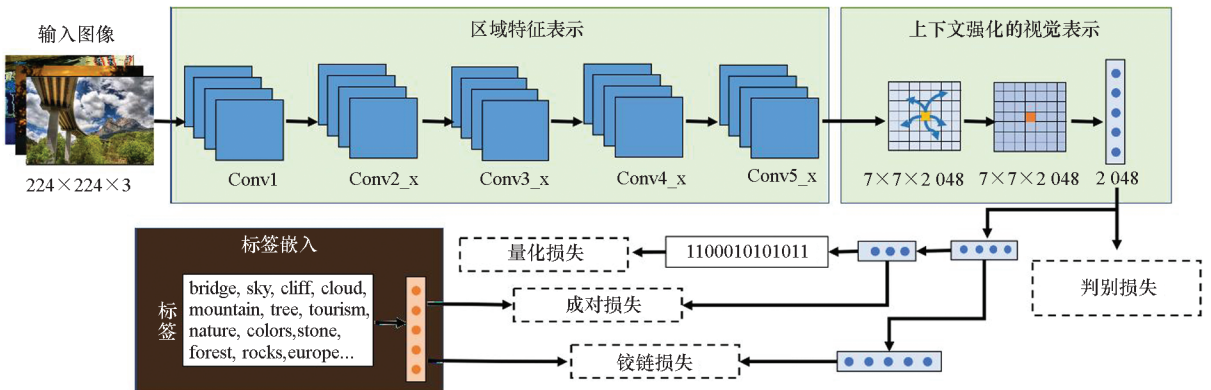 输入图像
224×224×3
区域特征表示
Conv1
Conv2_x
Conv3_x
Conv4_x
Conv5_x
上下文强化的视觉表示
7×7×2 048
7×7×2 048
2 048
标签嵌入
标签
bridge, sky, cliff, cloud,
mountain, tree, tourism,
nature, colors,stone,
forest, rocks,europe...
量化损失
1100010101011
成对损失
铰链损失
判别损失